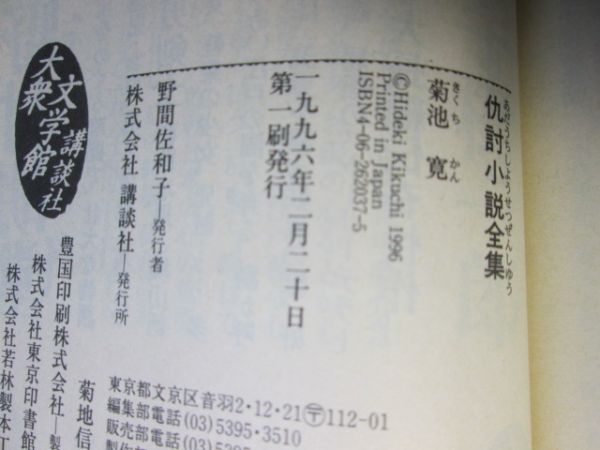 あだうちしようせつぜんしゆう
仇討小説全集
きくち かん
菊池 寛
©Hideki Kikuchi 1996
Printed in Japan
ISBN4-06-262037-5
一九九六年二月二十日
第一刷発行
野間佐和子—発行者
株式会社 講談社—発行所
東京都文京区音羽2・12・21〒112-01
編集部電話(03)5395-3510
販売部電話(03)5395-
菊地信
豊国印刷株式会社—製
株式会社東京印書館
株式会社若林製本工
講談社
大衆文学館